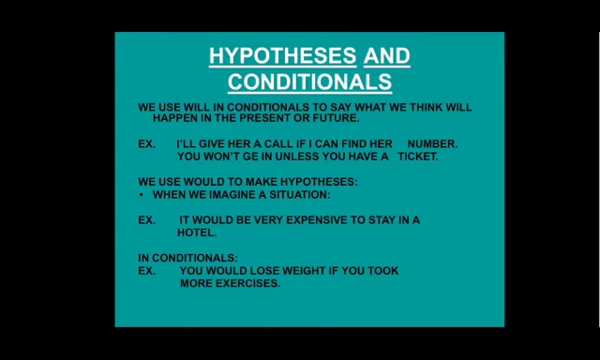 HYPOTHESES AND
CONDITIONALS
WE USE WILL IN CONDITIONALS TO SAY WHAT WE THINK WILL
HAPPEN IN THE PRESENT OR FUTURE.
EX. I'LL GIVE HER A CALL IF I CAN FIND HER NUMBER.
YOU WON'T GE IN UNLESS YOU HAVE A TICKET.
WE USE WOULD TO MAKE HYPOTHESES:
• WHEN WE IMAGINE A SITUATION:
EX. IT WOULD BE VERY EXPENSIVE TO STAY IN A
HOTEL.
IN CONDITIONALS:
EX. YOU WOULD LOSE WEIGHT IF YOU TOOK
MORE EXERCISES.